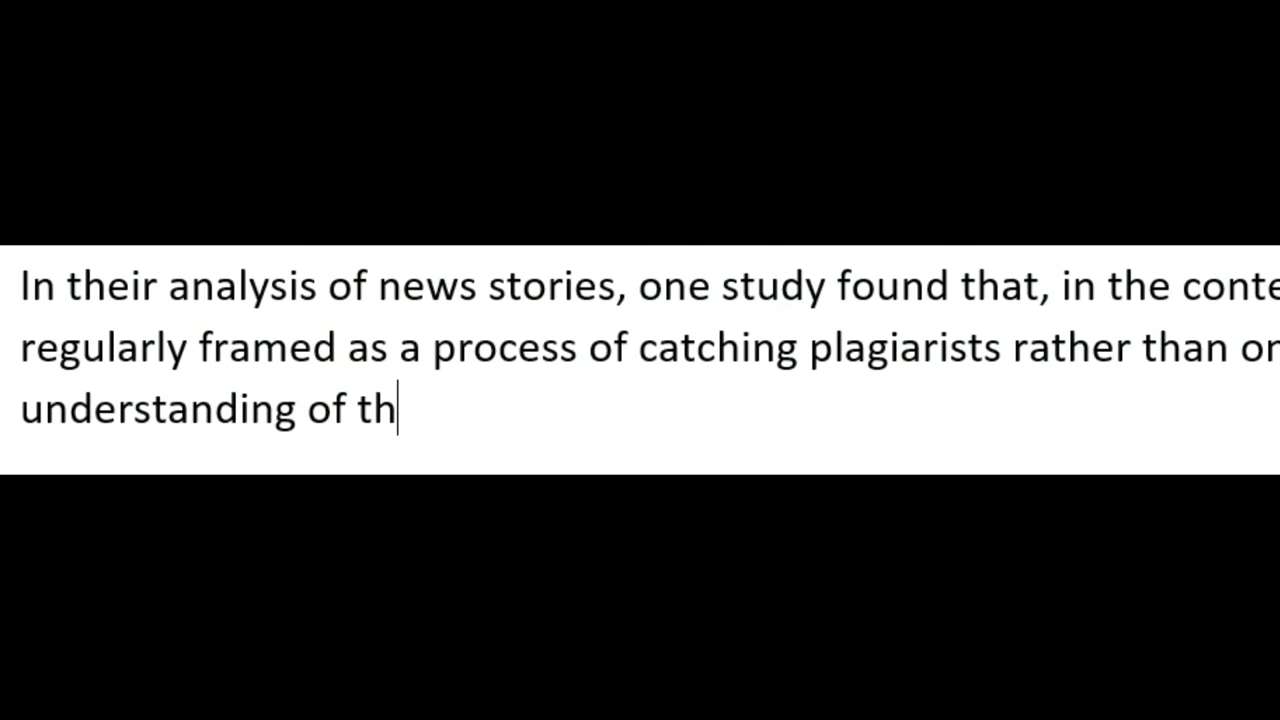 In their analysis of news stories, one study found that, in the conte
regularly framed as a process of catching plagiarists rather than or
understanding of th